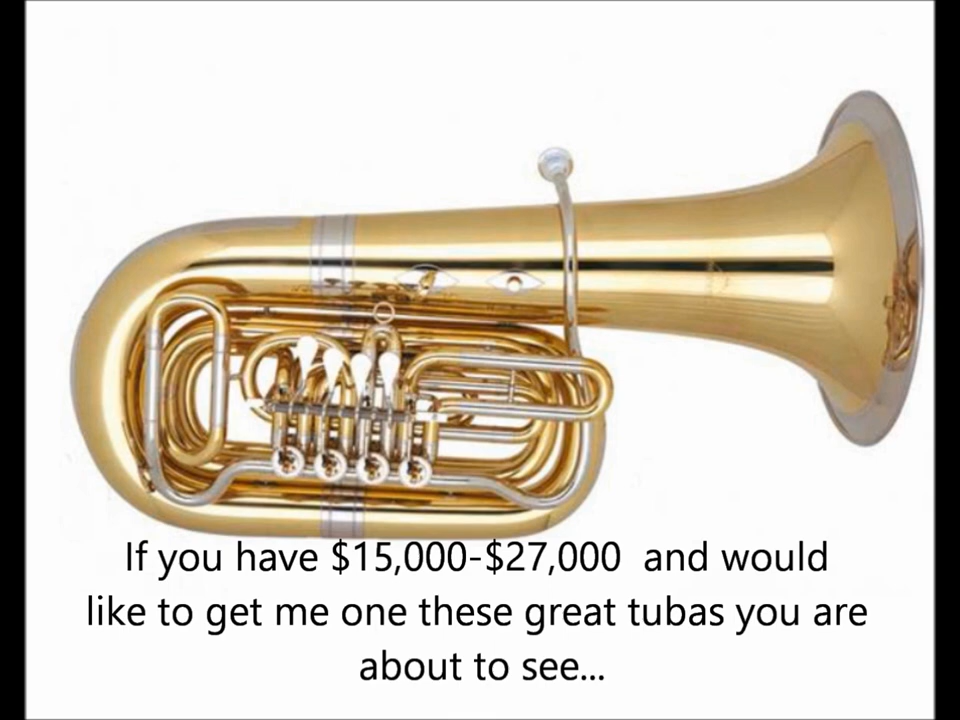 If you have $15,000-$27,000  and would
like to get me one these great tubas you are
about to see...